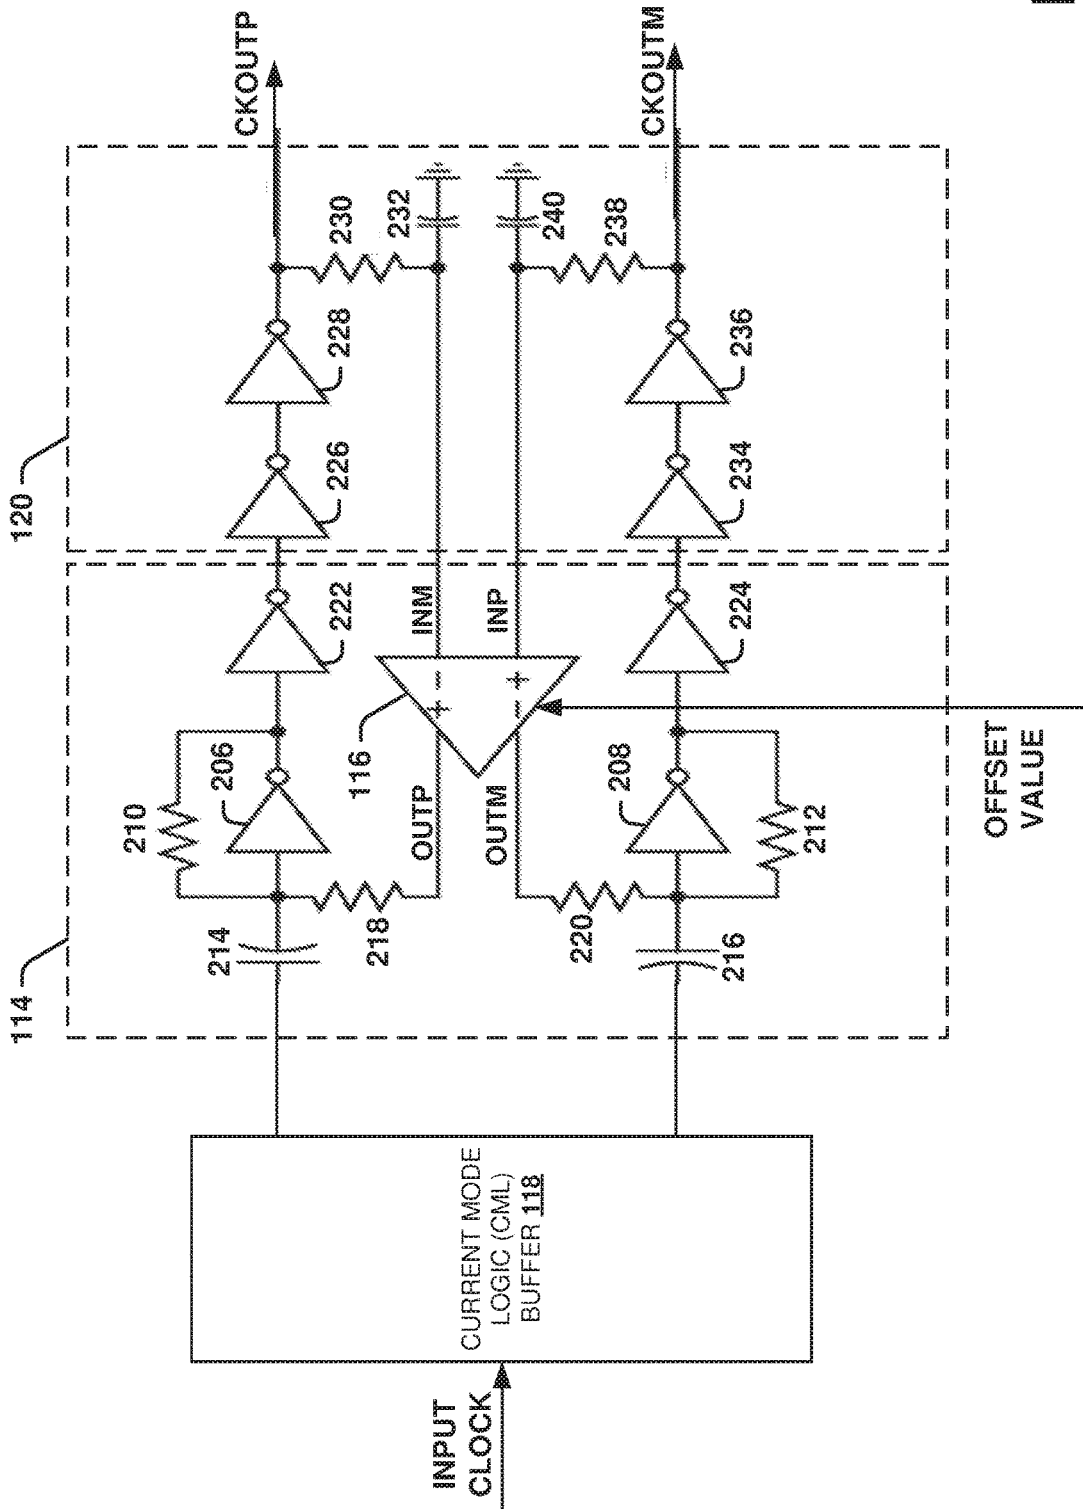 INPUT
CLOCK
CURRENT MODE
LOGIC (CML)
BUFFER 118
114
214
210
206
218
OUTP
116
222
INM
INP
OUTM
220
216
208
212
224
+ -
- +
OFFSET
VALUE
120
226
228
230
232
240
238
234
236
CKOUTP
CKOUTM